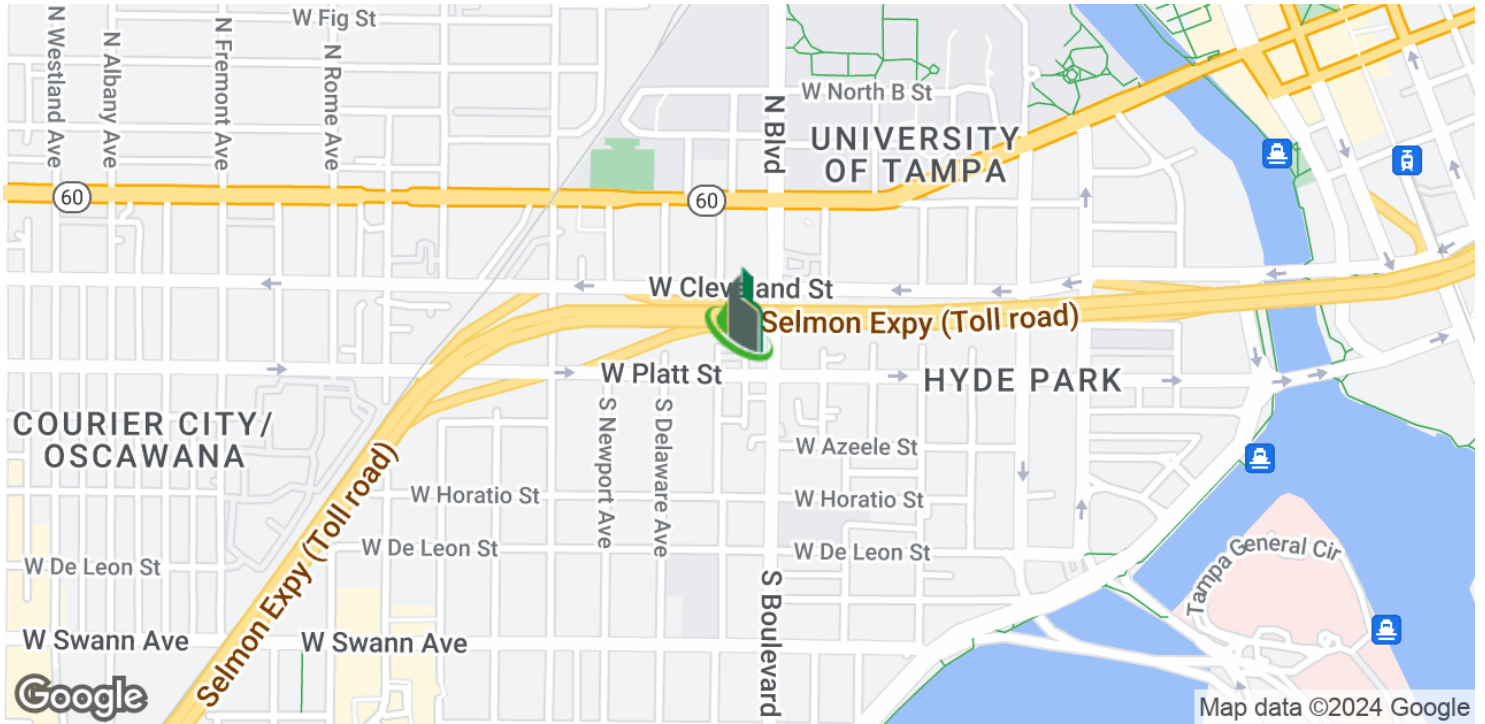 W Fig St
N Westland Ave
N Albany Ave
N Fremont Ave
N Rome Ave
W North B St
N Blvd
UNIVERSITY
OF TAMPA
60
60
W Cleveland St
Selmon Expy (Toll road)
W Platt St
HYDE PARK
COURIER CITY/
OSCAWANA
S Newport Ave
S Delaware Ave
W Azeele St
W Horatio St
W Horatio St
W De Leon St
W De Leon St
W De Leon St
Tampa General Cir
Selmon Expy (Toll road)
S Boulevard
W Swann Ave
W Swann Ave
Google
Map data ©2024 Google